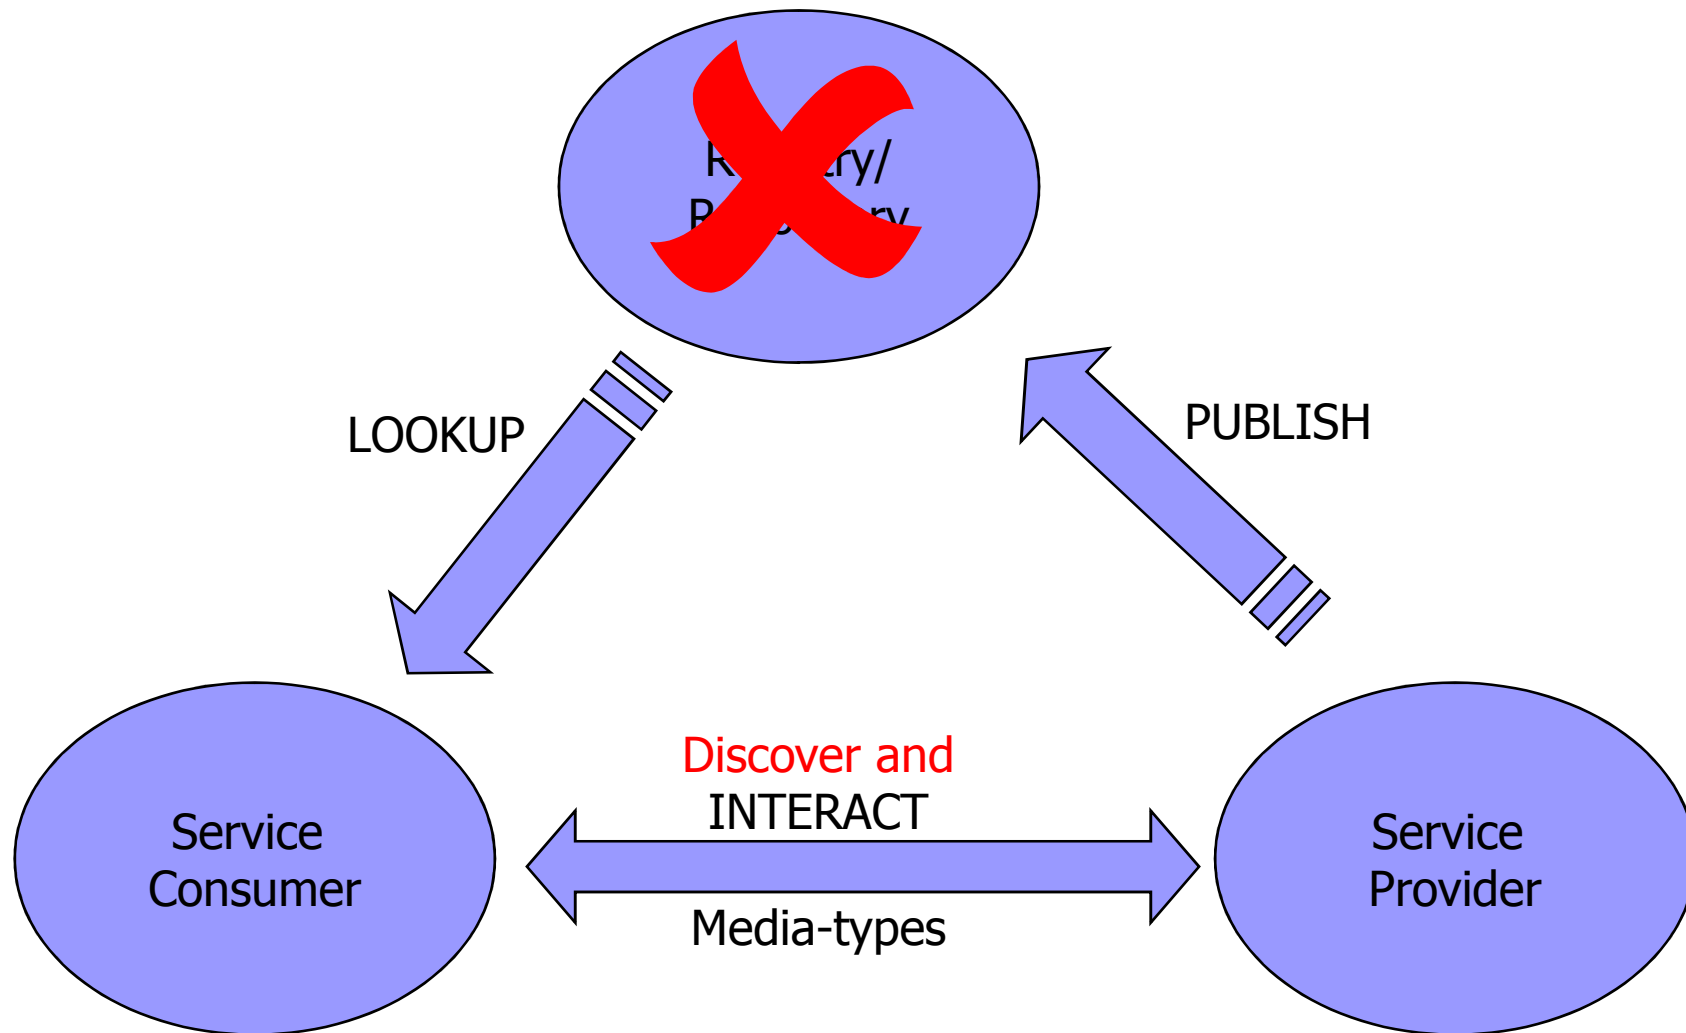 LOOKUP
PUBLISH
Discover and
INTERACT
Media-types
Service
Consumer
Service
Provider